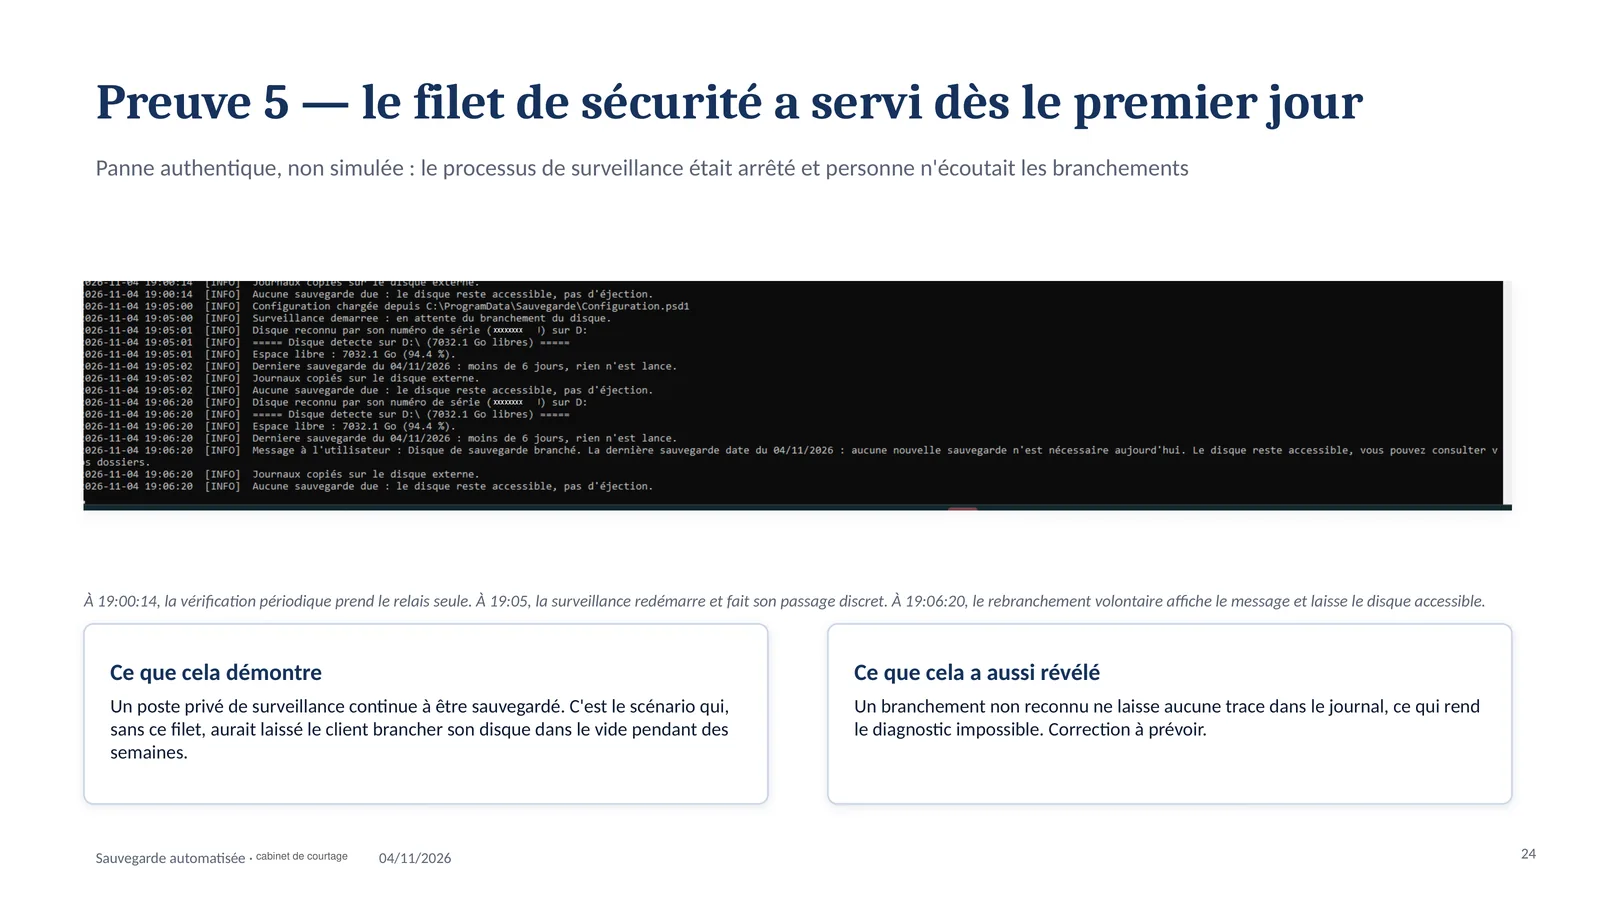 Preuve 5 — le filet de sécurité a servi dès le premier jour
Panne authentique, non simulée : le processus de surveillance était arrêté et personne n'écoutait les branchements
026-11-04 19:00:14 [INFO] Journaux copiés sur le disque externe.
026-11-04 19:00:14 [INFO] Aucune sauvegarde due : le disque reste accessible, pas d'éjection.
026-11-04 19:05:00 [INFO] Configuration chargée depuis C:\ProgramData\Sauvegarde\Configuration.psd1
026-11-04 19:05:00 [INFO] Surveillance demarree : en attente du branchement du disque.
026-11-04 19:05:01 [INFO] Disque reconnu par son numéro de série (xxxxxxxx !) sur D:
026-11-04 19:05:01 [INFO] ===== Disque detecte sur D:\ (7032.1 Go libres) =====
026-11-04 19:05:01 [INFO] Espace libre : 7032.1 Go (94.4 %).
026-11-04 19:05:02 [INFO] Derniere sauvegarde du 04/11/2026 : moins de 6 jours, rien n'est lance.
026-11-04 19:05:02 [INFO] Journaux copiés sur le disque externe.
026-11-04 19:05:02 [INFO] Aucune sauvegarde due : le disque reste accessible, pas d'éjection.
026-11-04 19:06:20 [INFO] Disque reconnu par son numéro de série (xxxxxxxx !) sur D:
026-11-04 19:06:20 [INFO] ===== Disque detecte sur D:\ (7032.1 Go libres) =====
026-11-04 19:06:20 [INFO] Espace libre : 7032.1 Go (94.4 %).
026-11-04 19:06:20 [INFO] Derniere sauvegarde du 04/11/2026 : moins de 6 jours, rien n'est lance.
026-11-04 19:06:20 [INFO] Message à l'utilisateur : Disque de sauvegarde branché. La dernière sauvegarde date du 04/11/2026 : aucune nouvelle sauvegarde n'est nécessaire aujourd'hui. Le disque reste accessible, vous pouvez consulter v
os dossiers.
026-11-04 19:06:20 [INFO] Journaux copiés sur le disque externe.
026-11-04 19:06:20 [INFO] Aucune sauvegarde due : le disque reste accessible, pas d'éjection.
À 19:00:14, la vérification périodique prend le relais seule. À 19:05, la surveillance redémarre et fait son passage discret. À 19:06:20, le rebranchement volontaire affiche le message et laisse le disque accessible.
Ce que cela démontre
Un poste privé de surveillance continue à être sauvegardé. C'est le scénario qui,
sans ce filet, aurait laissé le client brancher son disque dans le vide pendant des
semaines.
Ce que cela a aussi révélé
Un branchement non reconnu ne laisse aucune trace dans le journal, ce qui rend
le diagnostic impossible. Correction à prévoir.
Sauvegarde automatisée · cabinet de courtage 04/11/2026
24